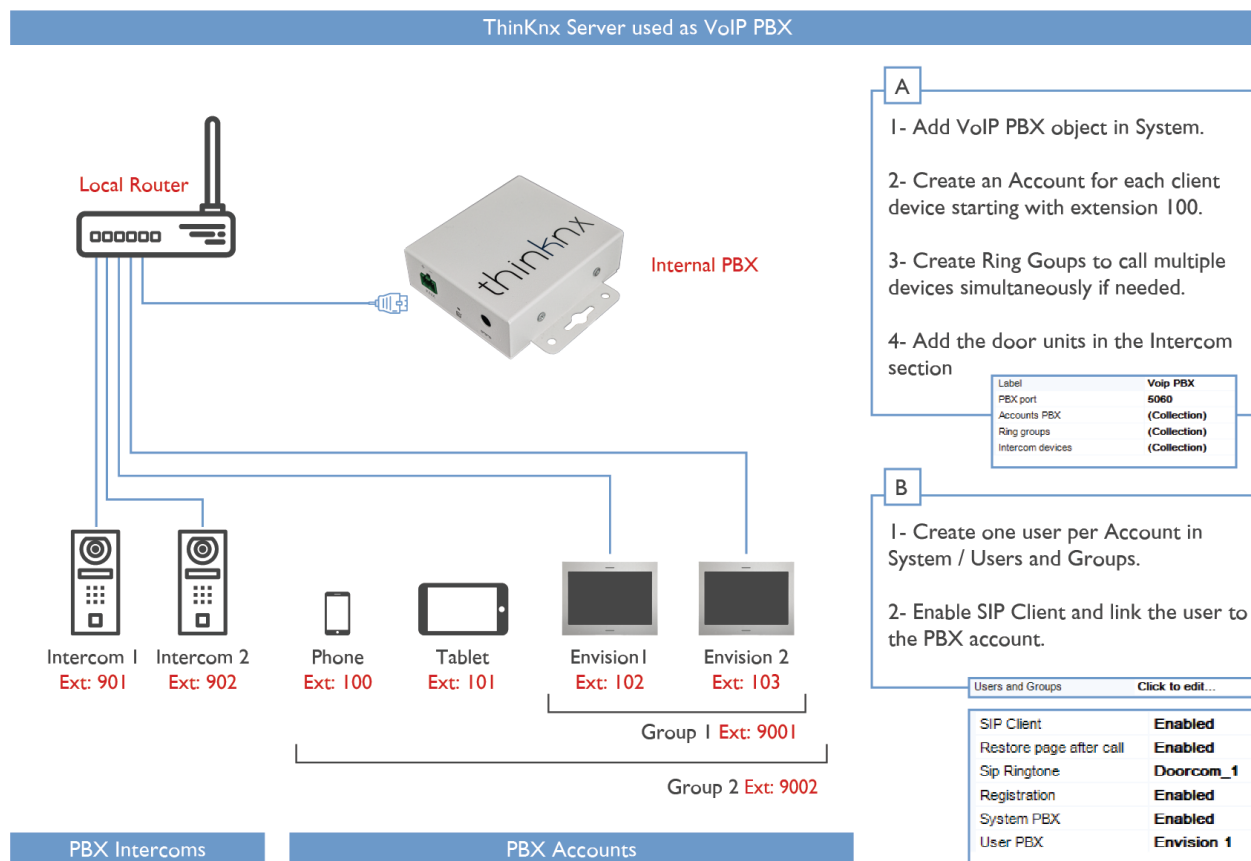 ThinKnx Server used as VoIP PBX
Local Router
thinknx
Internal PBX
Intercom 1
Ext: 901
Intercom 2
Ext: 902
Phone
Ext: 100
Tablet
Ext: 101
Envision1
Ext: 102
Envision 2
Ext: 103
Group 1 Ext: 9001
Group 2 Ext: 9002
PBX Intercoms
PBX Accounts
A
1- Add VoIP PBX object in System.
2- Create an Account for each client
device starting with extension 100.
3- Create Ring Goups to call multiple
devices simultaneously if needed.
4- Add the door units in the Intercom
section
Label Voip PBX
PBX port 5060
Accounts PBX (Collection)
Ring groups (Collection)
Intercom devices (Collection)
B
1- Create one user per Account in
System / Users and Groups.
2- Enable SIP Client and link the user to
the PBX account.
Users and Groups Click to edit...
SIP Client Enabled
Restore page after call Enabled
Sip Ringtone Doorcom_1
Registration Enabled
System PBX Enabled
User PBX Envision 1